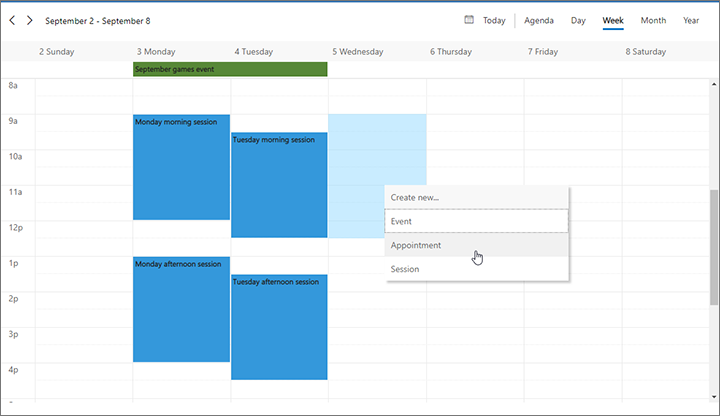 September 2 - September 8
Today
Agenda
Day
Week
Month
Year
2 Sunday
3 Monday
4 Tuesday
5 Wednesday
6 Thursday
7 Friday
8 Saturday
September games event
8a
9a
Monday morning session
Tuesday morning session
10a
11a
Create new...
Event
12p
Appointment
1p
Monday afternoon session
Session
Tuesday afternoon session
2p
3p
4p